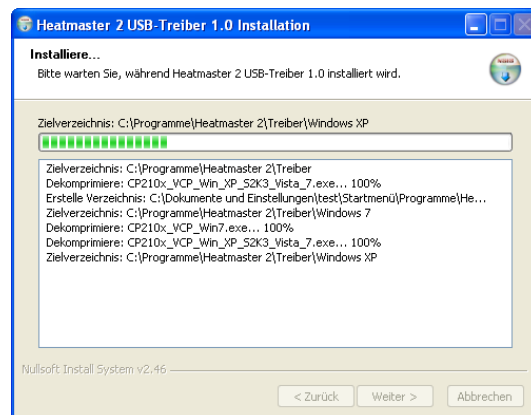 Heatmaster 2 USB-Treiber 1.0 Installation
Installiere...
Bitte warten Sie, während Heatmaster 2 USB-Treiber 1.0 installiert wird.
Zielverzeichnis: C:\Programme\Heatmaster 2\Treiber\Windows XP
Zielverzeichnis: C:\Programme\Heatmaster 2\Treiber
Dekomprimiere: CP210x_VCP_Win_XP_S2K3_Vista_7.exe... 100%
Erstelle Verzeichnis: C:\Dokumente und Einstellungen\test\Startmenü\Programme\He...
Zielverzeichnis: C:\Programme\Heatmaster 2\Treiber\Windows 7
Dekomprimiere: CP210x_VCP_Win7.exe... 100%
Dekomprimiere: CP210x_VCP_Win_XP_S2K3_Vista_7.exe... 100%
Zielverzeichnis: C:\Programme\Heatmaster 2\Treiber\Windows XP
Nullsoft Install System v2.46
< Zurück Weiter > Abbrechen